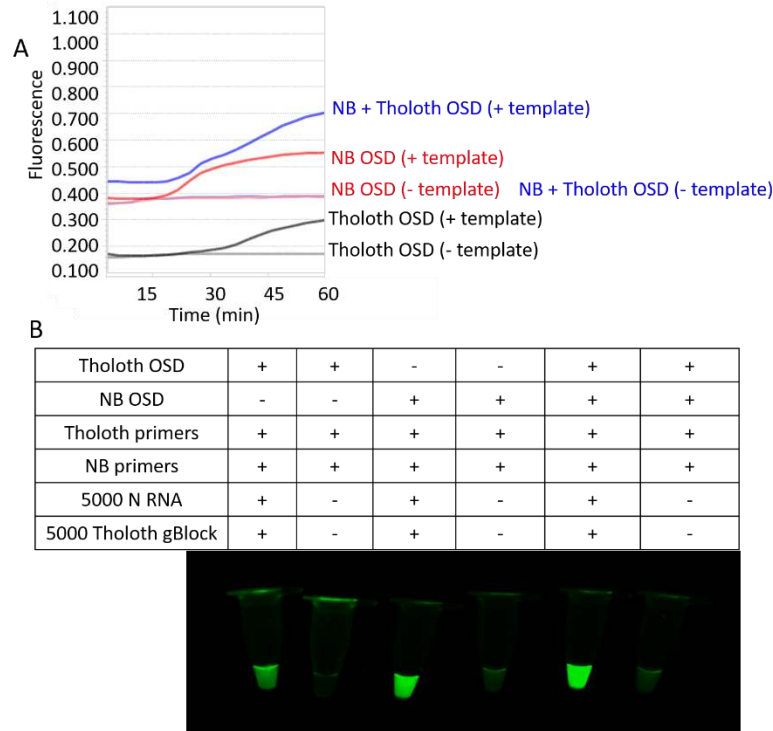 A
Fluorescence
1.100
1.000
0.900
0.800
0.700
0.600
0.500
0.400
0.300
0.200
0.100
NB + Tholoth OSD (+ template)
NB OSD (+ template)
NB OSD (- template) NB + Tholoth OSD (- template)
Tholoth OSD (+ template)
Tholoth OSD (- template)
15 30 45 60
Time (min)
B
Tholoth OSD + + - - + +
NB OSD - - + + + +
Tholoth primers + + + + + +
NB primers + + + + + +
5000 N RNA + - + - + -
5000 Tholoth gBlock + - + - + -